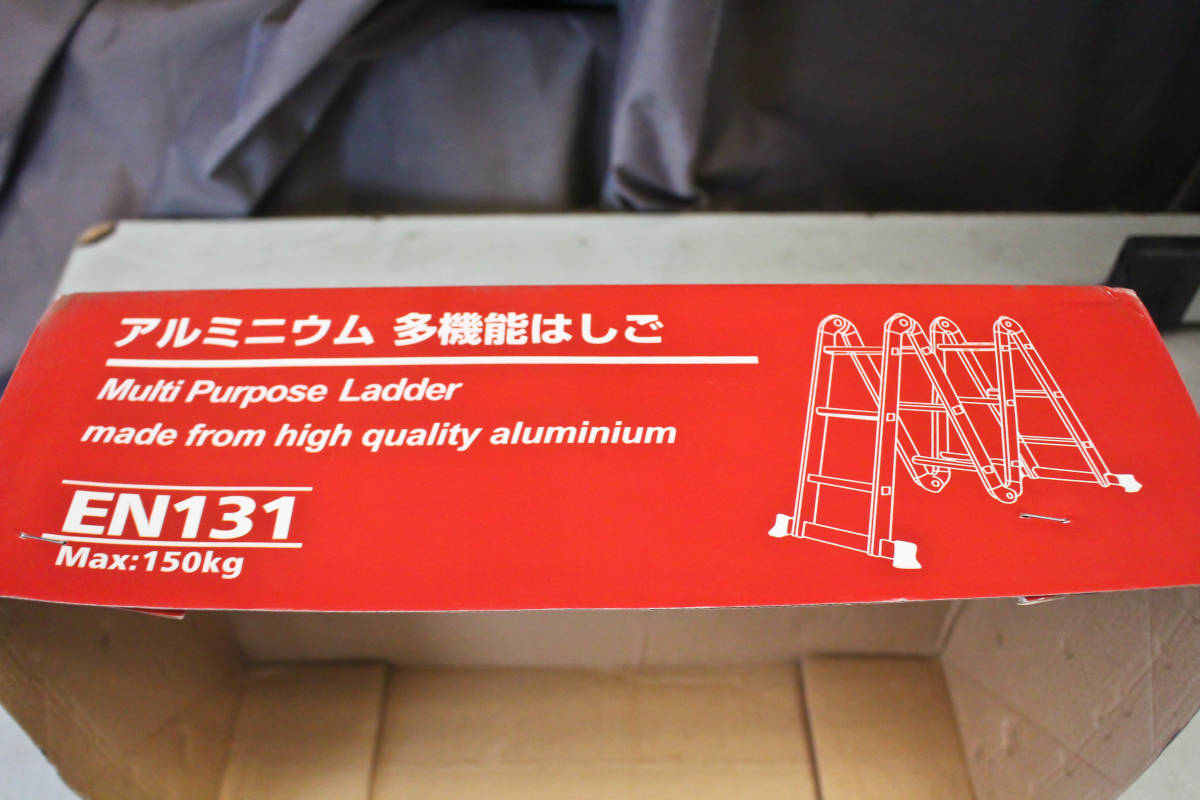 アルミニウム 多機能はしご
Multi Purpose Ladder
made from high quality aluminium
EN131
Max:150kg